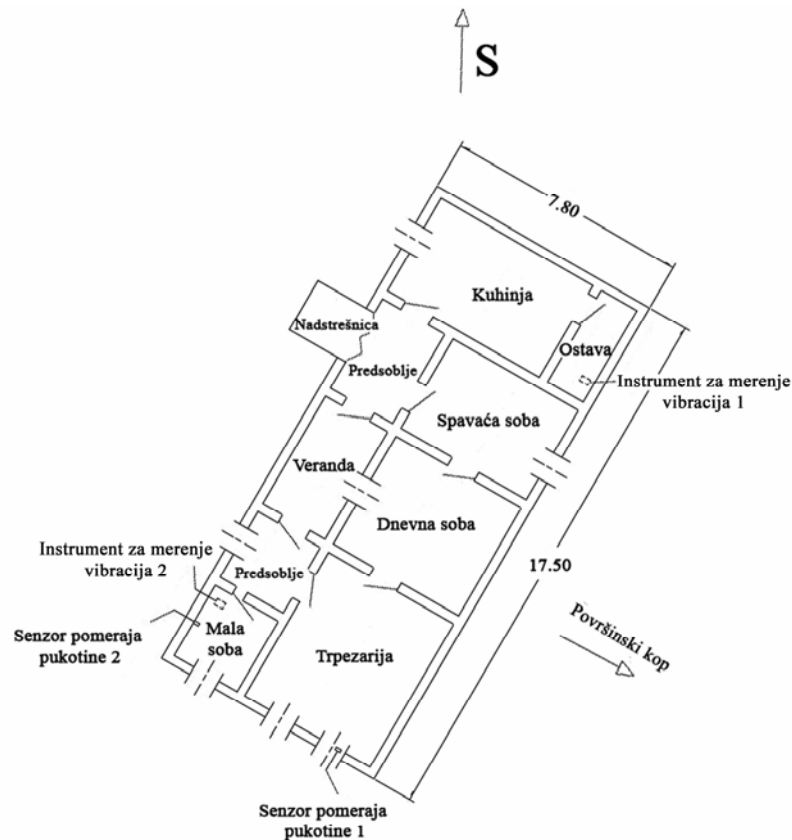 S
7.80
Kuhinja
Nadstrešnica
Ostava
Predsoblje
Instrument za merenje
vibracija 1
Spavaća soba
Veranda
Dnevna soba
Instrument za merenje
vibracija 2
17.50
Predsoblje
Površinski kop
Senzor pomeraja
pukotine 2
Mala
soba
Trpezarija
Senzor pomeraja
pukotine 1